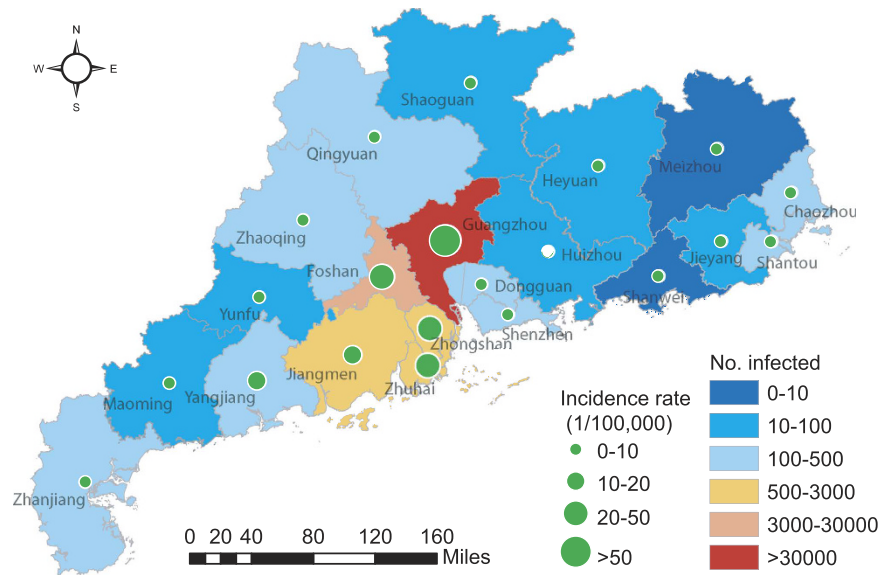 N
W E
S
Shaoguan
Qingyuan
Heyuan
Meizhou
Chaozhou
Zhaoqing
Guangzhou
Jieyang
Shantou
Huizhou
Foshan
Dongguan
Shanwei
Yunfu
Shenzhen
Zhongshan
Jiangmen
Zhuhai
Yangjiang
Maoming
Zhanjiang
Incidence rate
(1/100,000)
0-10
10-20
20-50
>50
No. infected
0-10
10-100
100-500
500-3000
3000-30000
>30000
0 20 40 80 120 160
Miles